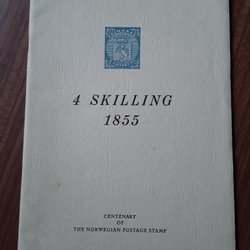 4 SKILLING
1855
CENTENARY
OF
THE NORWEGIAN POSTAGE STAMP